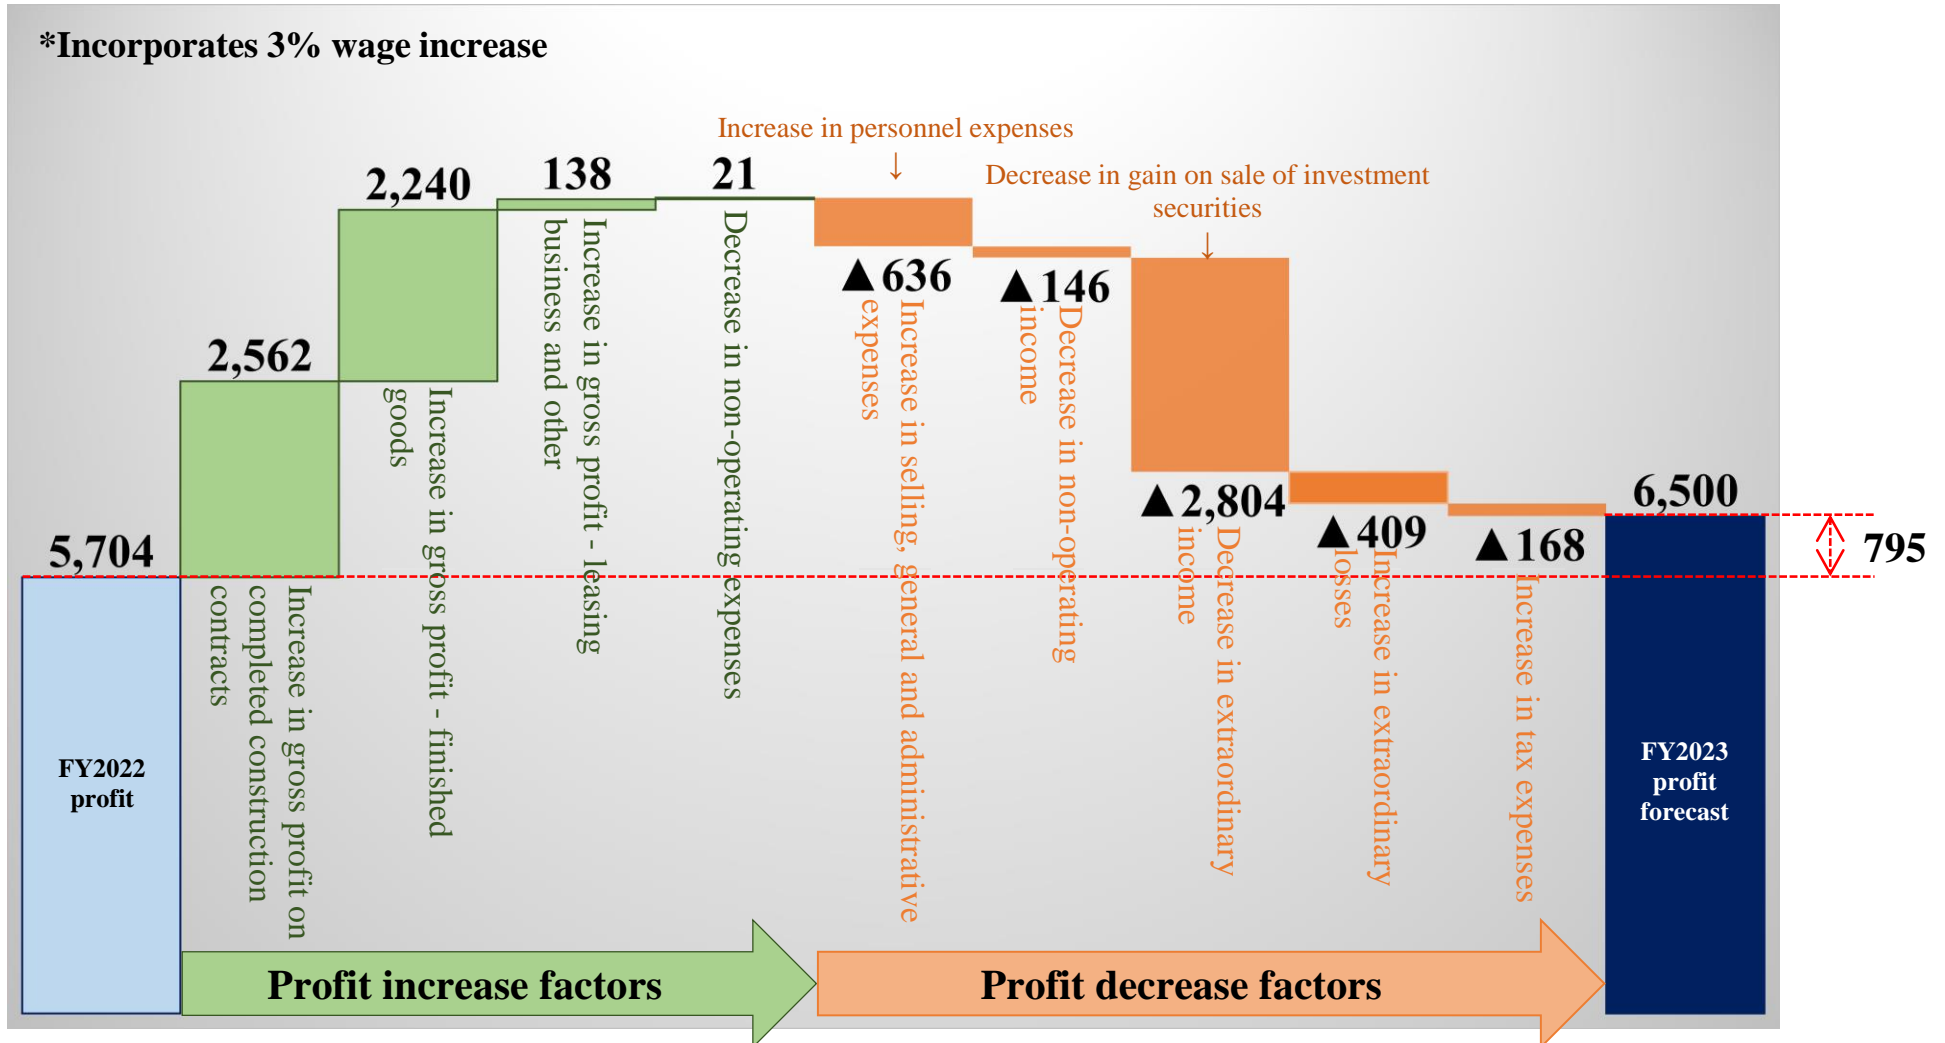 *Incorporates 3% wage increase
Increase in personnel expenses
↓
Decrease in gain on sale of investment
securities
↓
5,704
2,562
2,240
138
21
▲636
▲146
▲2,804
▲409
▲168
6,500
795
FY2022
profit
Increase in gross profit on
completed construction
contracts
Increase in gross profit - finished
goods
Increase in gross profit - leasing
business and other
Decrease in non-operating expenses
Increase in selling, general and administrative
expenses
Decrease in non-operating
income
Decrease in extraordinary
income
Increase in extraordinary
losses
Increase in tax expenses
FY2023
profit
forecast
Profit increase factors
Profit decrease factors